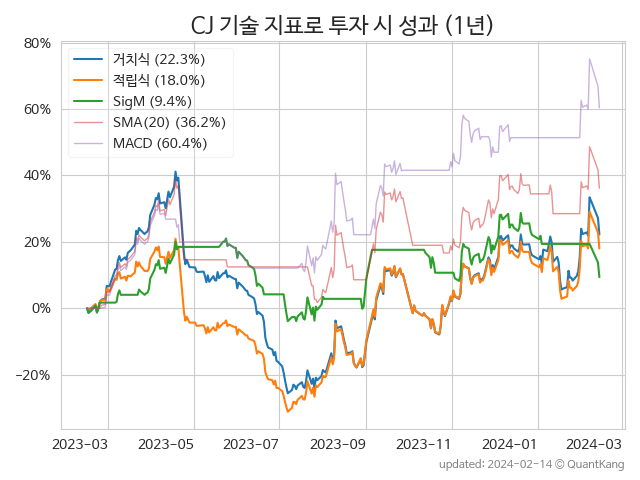 CJ 기술 지표로 투자 시 성과 (1년)
80%
60%
40%
20%
0%
−20%
거치식 (22.3%)
적립식 (18.0%)
SigM (9.4%)
SMA(20) (36.2%)
MACD (60.4%)
2023-03 2023-05 2023-07 2023-09 2023-11 2024-01 2024-03
updated: 2024-02-14 @ QuantKang